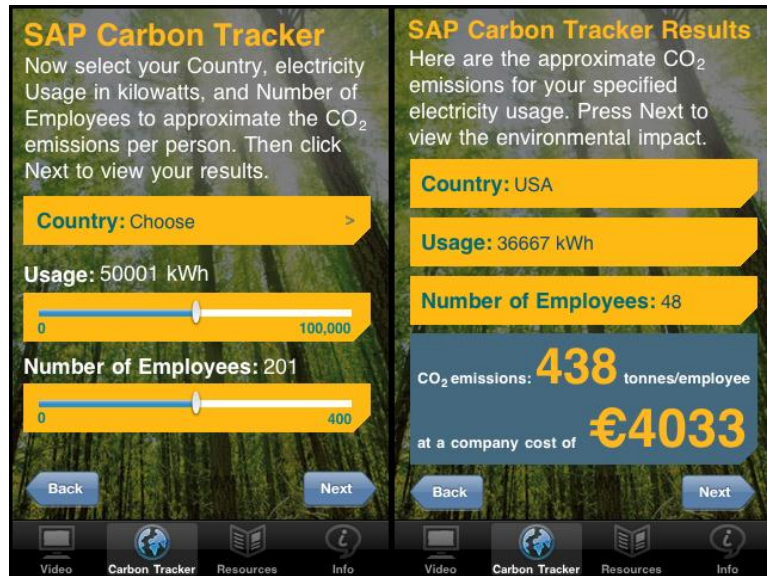 SAP Carbon Tracker
Now select your Country, electricity
Usage in kilowatts, and Number of
Employees to approximate the CO₂
emissions per person. Then click
Next to view your results.
Country: Choose >
Usage: 50001 kWh
0 100,000
Number of Employees: 201
0 400
Back Next
Video Carbon Tracker Resources Info
SAP Carbon Tracker Results
Here are the approximate CO₂
emissions for your specified
electricity usage. Press Next to
view the environmental impact.
Country: USA
Usage: 36667 kWh
Number of Employees: 48
CO₂ emissions: 438 tonnes/employee
at a company cost of €4033
Back Next
Video Carbon Tracker Resources Info